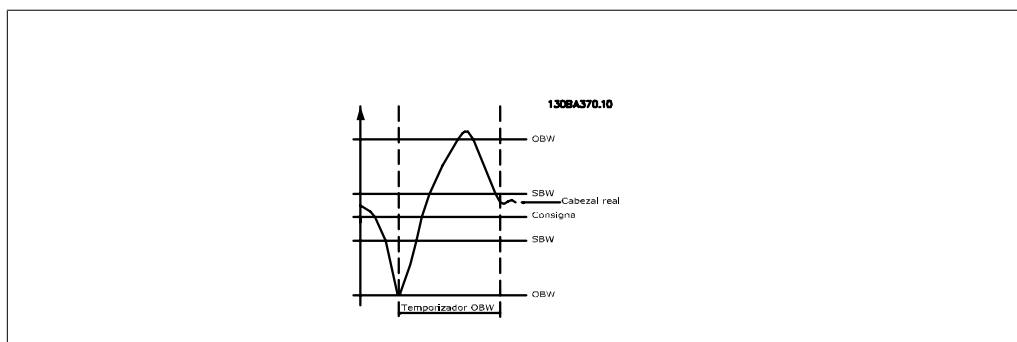 130BA370.10
OBW
SBW
Cabezal real
Consigna
SBW
OBW
Temporizador OBW